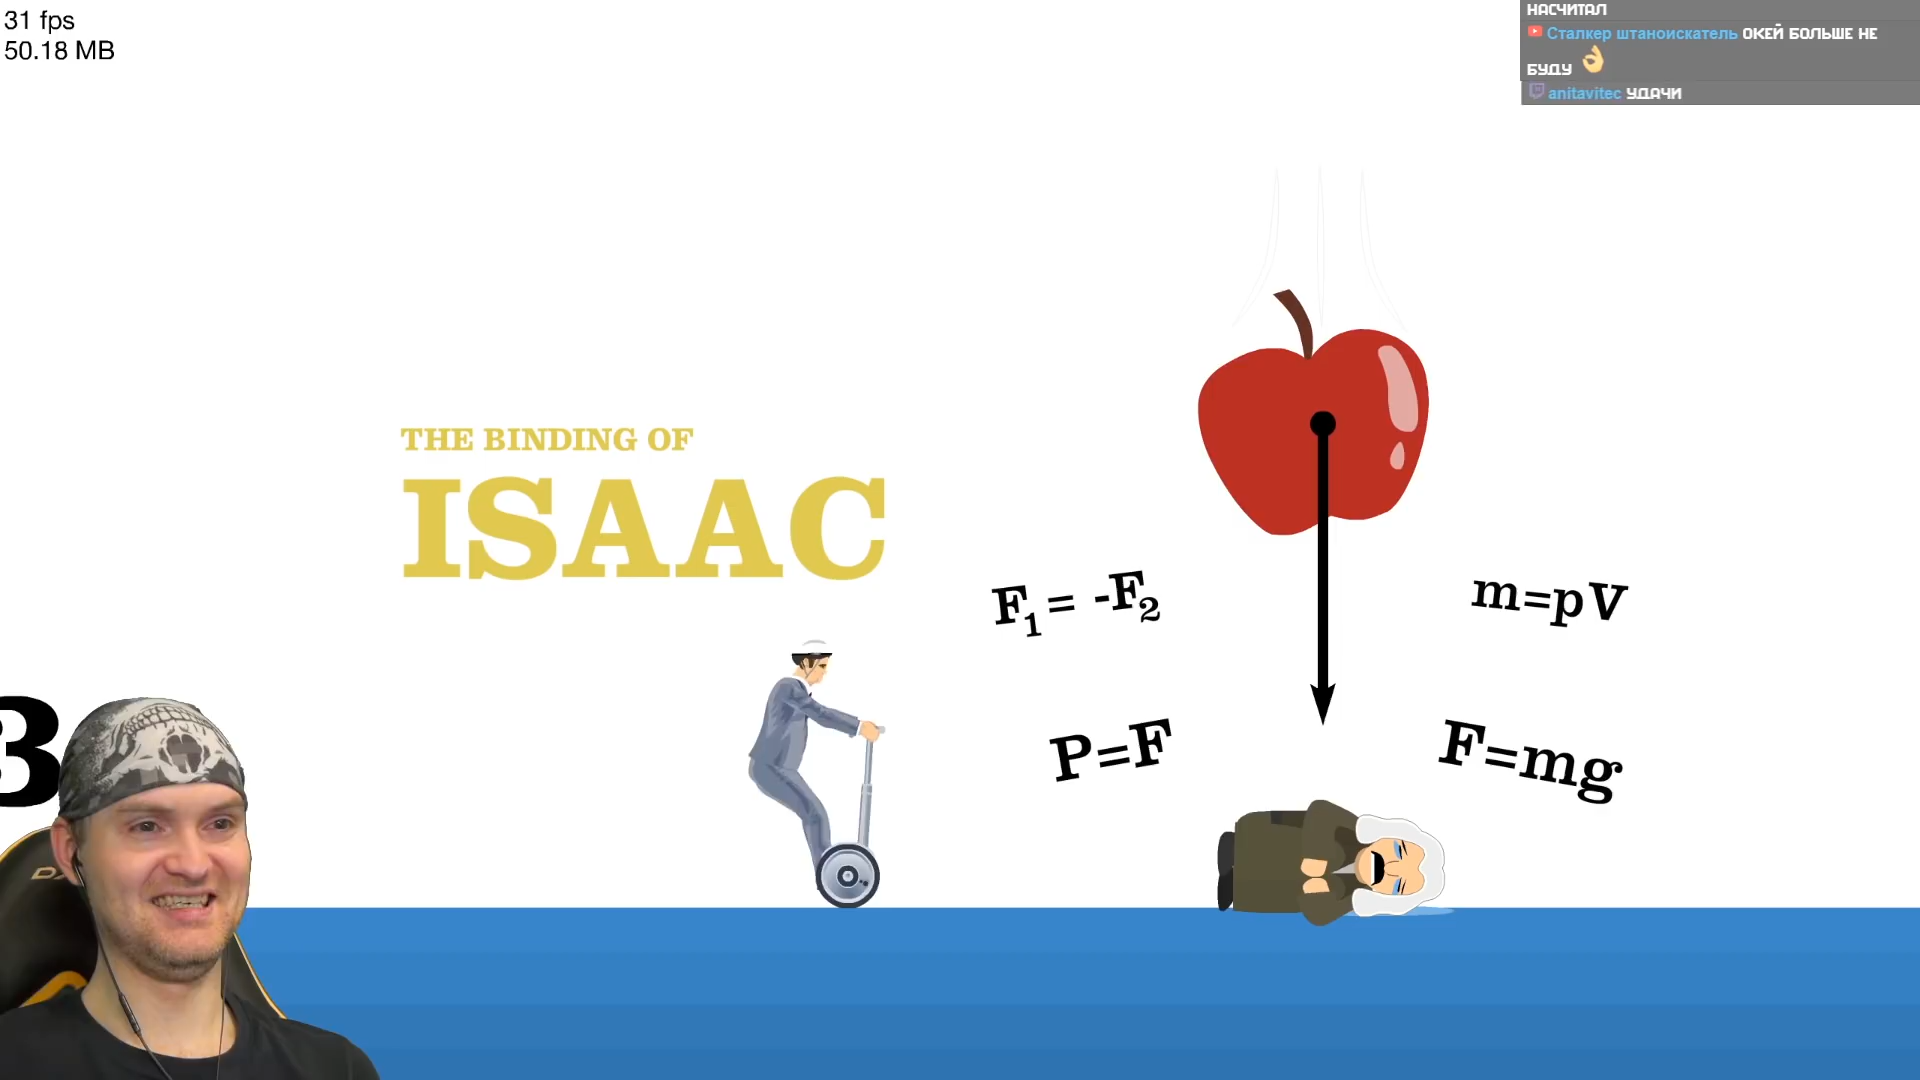 31 fps
50.18 MB
НАСЧИТАЛ
Сталкер штаноискатель ОКЕЙ БОЛЬШЕ НЕ
БУДУ 👌
anitavitec УДАЧИ
THE BINDING OF
ISAAC
F₁ = -F₂
m=pV
P=F
F=mg
3